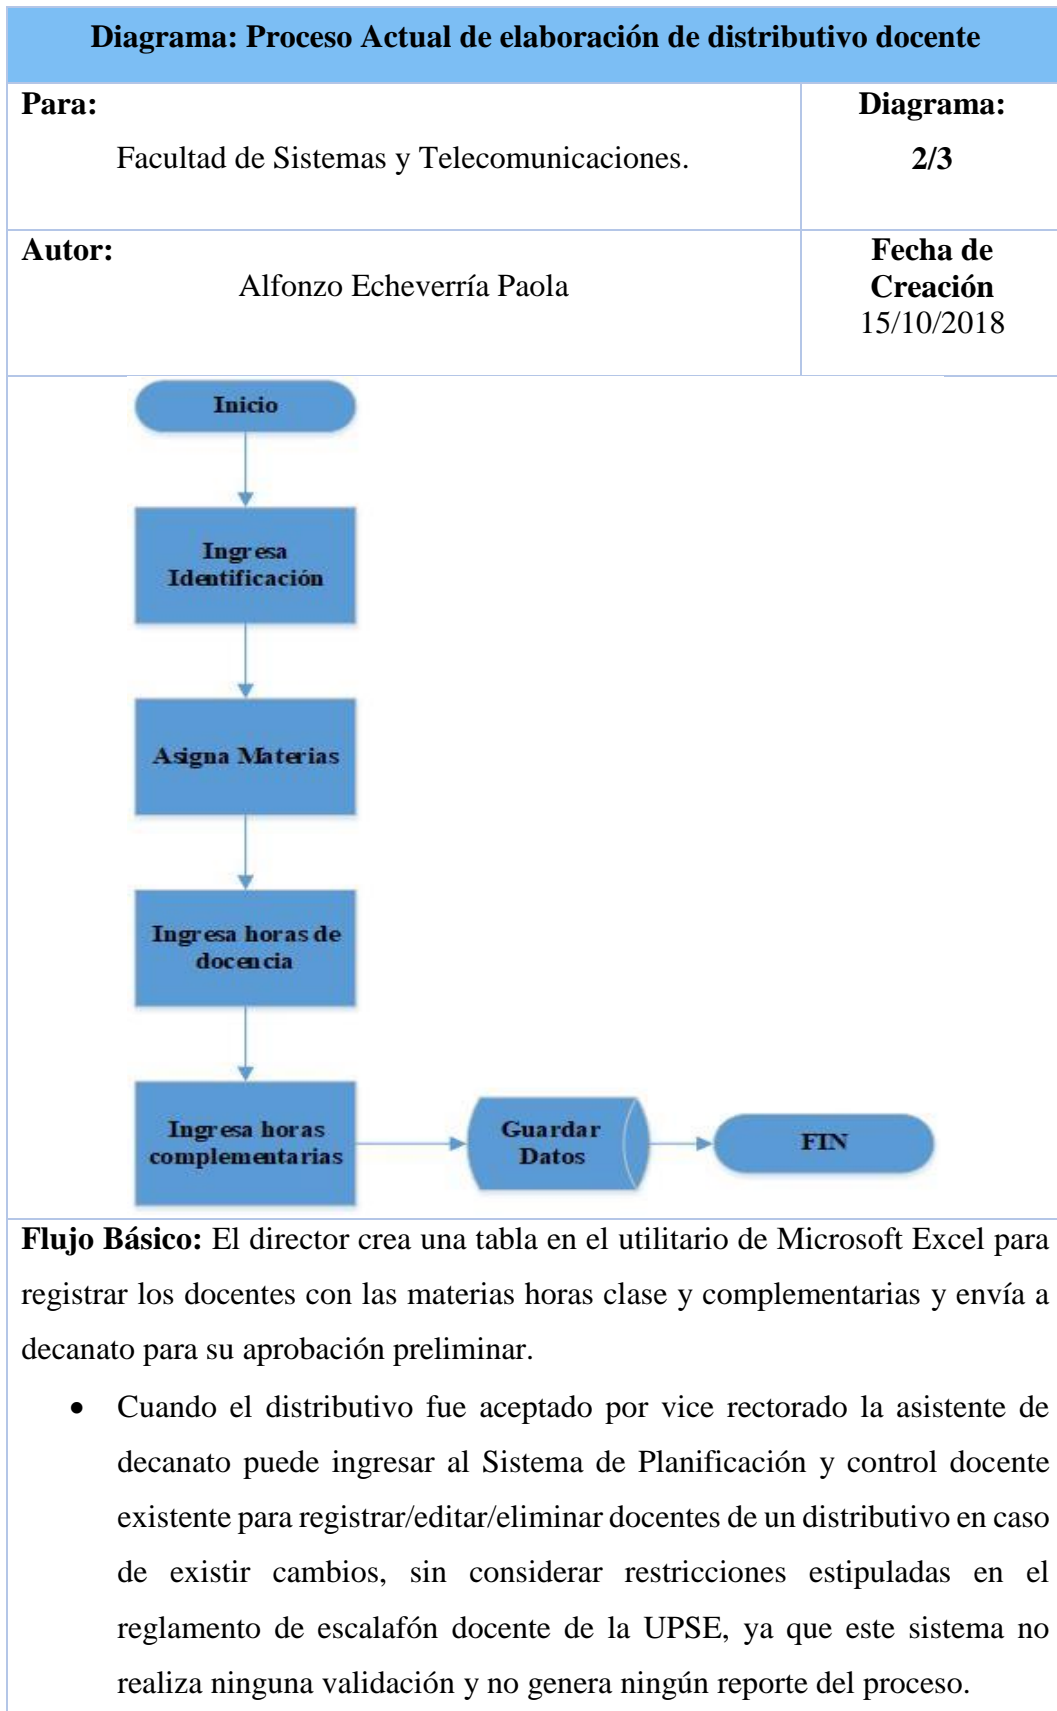 Diagrama: Proceso Actual de elaboración de distributivo docente
Para:
Facultad de Sistemas y Telecomunicaciones.
Diagrama:
2/3
Autor:
Alfonzo Echeverría Paola
Fecha de
Creación
15/10/2018
Inicio
Ingresa
Identificación
Asigna Materias
Ingresa horas de
docencia
Ingresa horas
complementarias
Guardar
Datos
FIN
Flujo Básico: El director crea una tabla en el utilitario de Microsoft Excel para
registrar los docentes con las materias horas clase y complementarias y envía a
decanato para su aprobación preliminar.
• Cuando el distributivo fue aceptado por vice rectorado la asistente de
decanato puede ingresar al Sistema de Planificación y control docente
existente para registrar/editar/eliminar docentes de un distributivo en caso
de existir cambios, sin considerar restricciones estipuladas en el
reglamento de escalafón docente de la UPSE, ya que este sistema no
realiza ninguna validación y no genera ningún reporte del proceso.